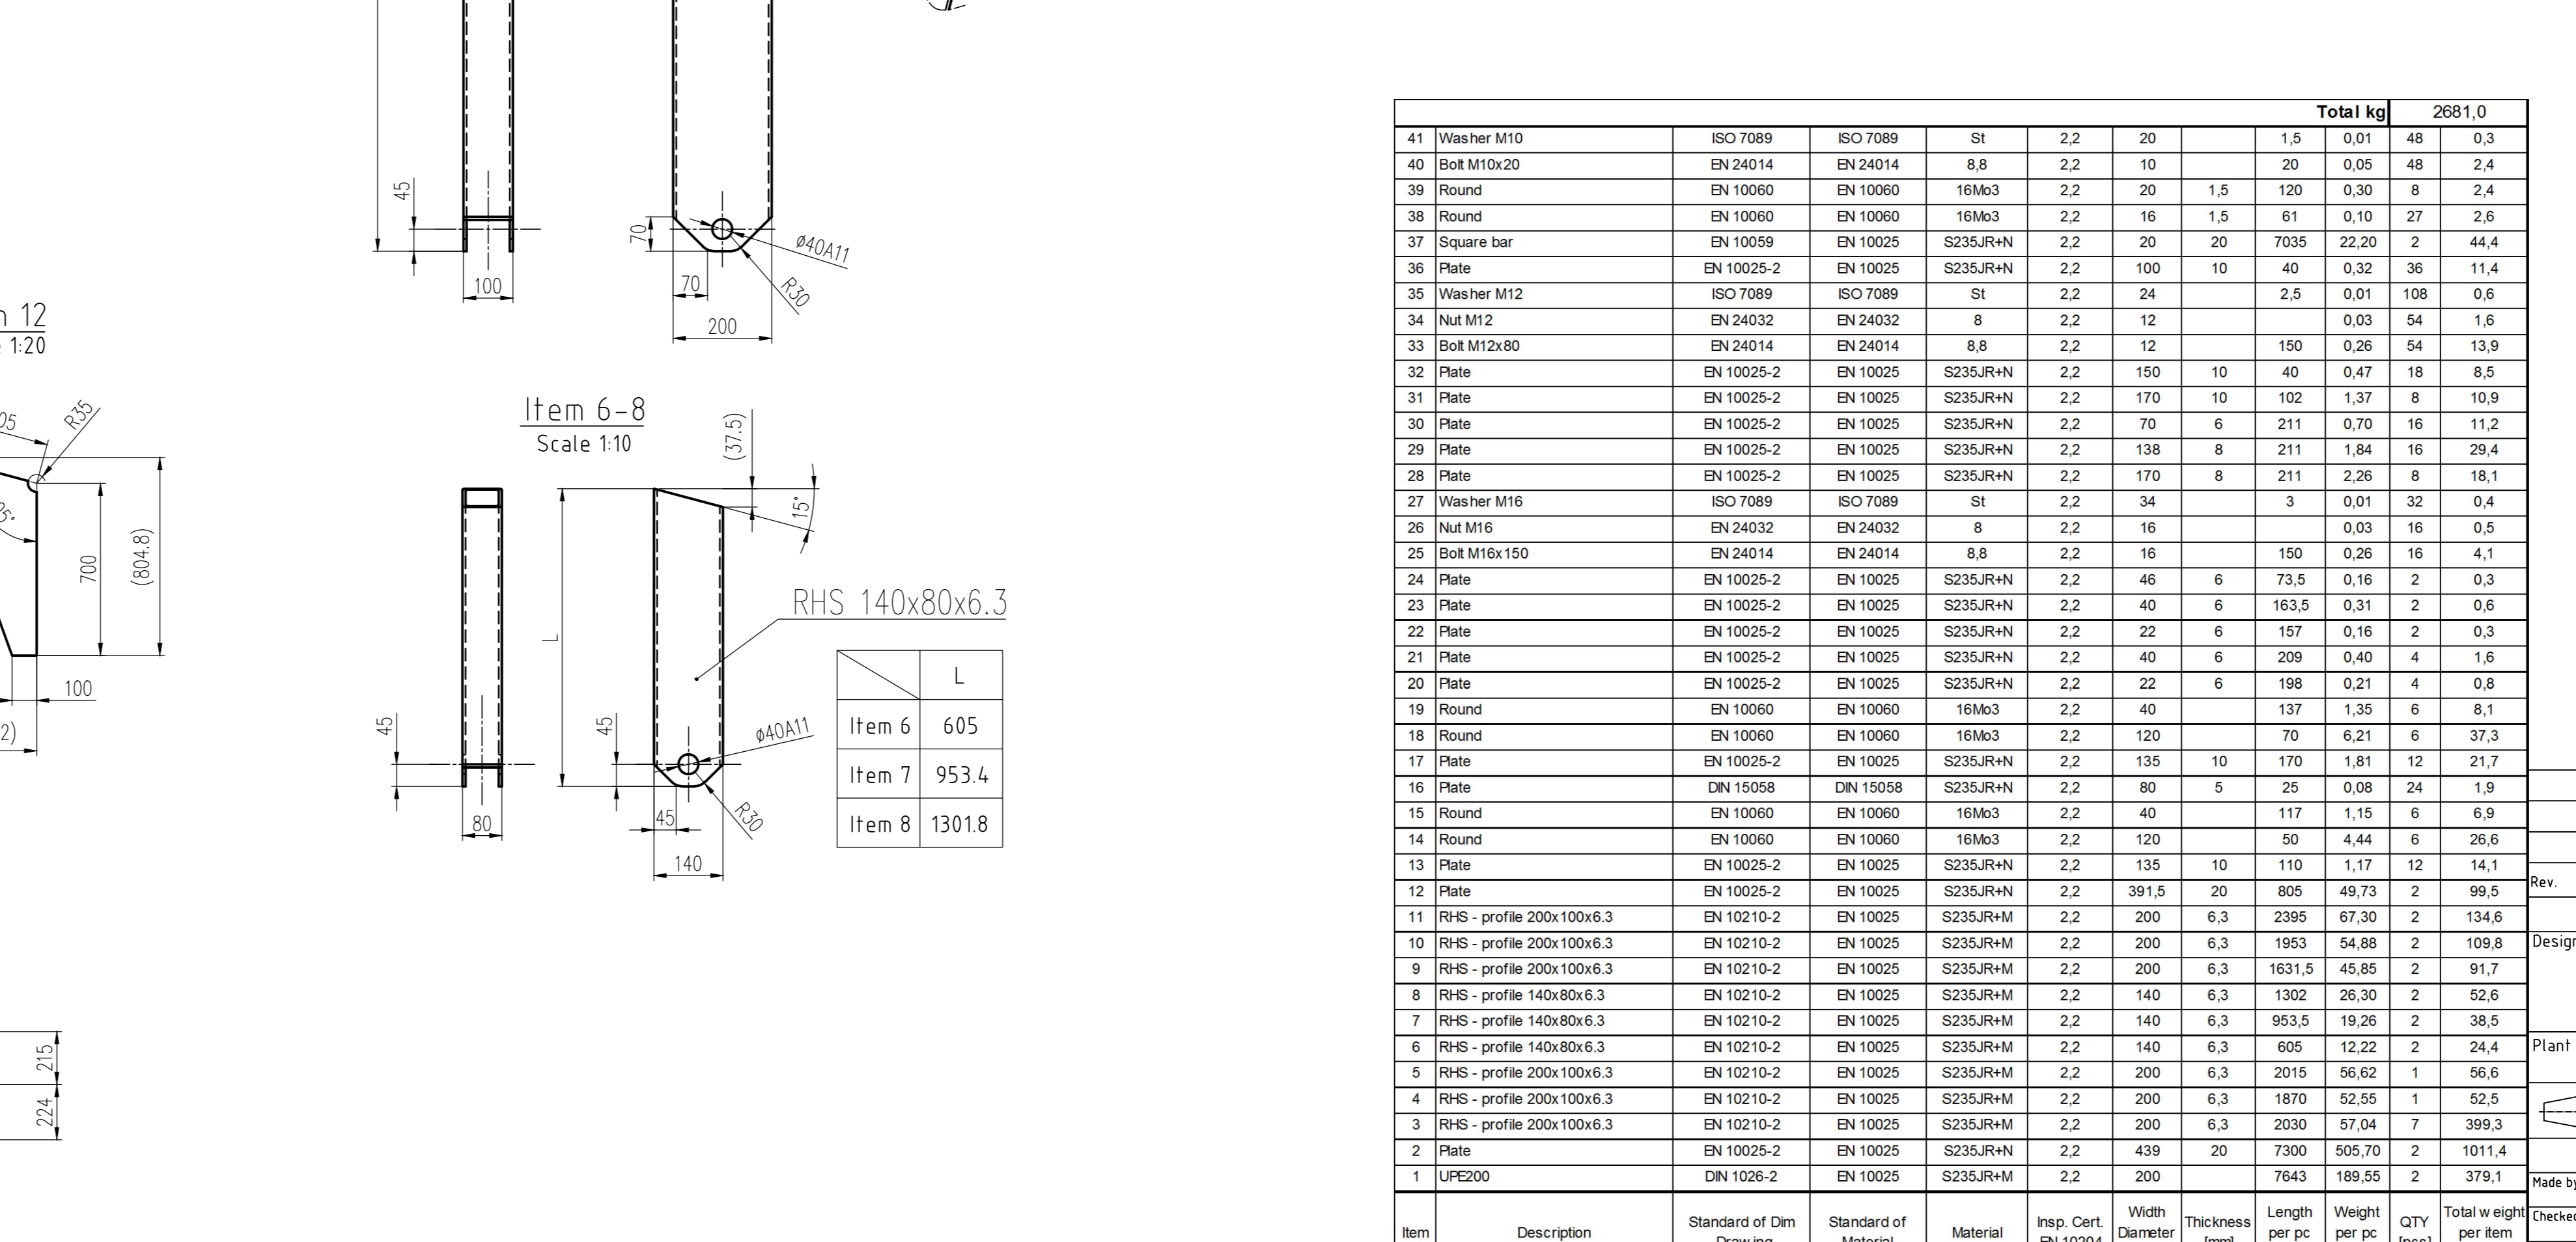 45
100
70
70
200
ø40A11
R30
12
1:20
R35
700
(804.8)
100
215
224
Item 6-8
Scale 1:10
(37.5)
15°
L
45
80
45
45
140
ø40A11
R30
RHS 140x80x6.3
L
Item 6 605
Item 7 953.4
Item 8 1301.8
Total kg 2681,0
41 Washer M10 ISO 7089 ISO 7089 St 2,2 20 1,5 0,01 48 0,3
40 Bolt M10x20 EN 24014 EN 24014 8,8 2,2 10 20 0,05 48 2,4
39 Round EN 10060 EN 10060 16Mo3 2,2 20 1,5 120 0,30 8 2,4
38 Round EN 10060 EN 10060 16Mo3 2,2 16 1,5 61 0,10 27 2,6
37 Square bar EN 10059 EN 10025 S235JR+N 2,2 20 20 7035 22,20 2 44,4
36 Plate EN 10025-2 EN 10025 S235JR+N 2,2 100 10 40 0,32 36 11,4
35 Washer M12 ISO 7089 ISO 7089 St 2,2 24 2,5 0,01 108 0,6
34 Nut M12 EN 24032 EN 24032 8 2,2 12 0,03 54 1,6
33 Bolt M12x80 EN 24014 EN 24014 8,8 2,2 12 150 0,26 54 13,9
32 Plate EN 10025-2 EN 10025 S235JR+N 2,2 150 10 40 0,47 18 8,5
31 Plate EN 10025-2 EN 10025 S235JR+N 2,2 170 10 102 1,37 8 10,9
30 Plate EN 10025-2 EN 10025 S235JR+N 2,2 70 6 211 0,70 16 11,2
29 Plate EN 10025-2 EN 10025 S235JR+N 2,2 138 8 211 1,84 16 29,4
28 Plate EN 10025-2 EN 10025 S235JR+N 2,2 170 8 211 2,26 8 18,1
27 Washer M16 ISO 7089 ISO 7089 St 2,2 34 3 0,01 32 0,4
26 Nut M16 EN 24032 EN 24032 8 2,2 16 0,03 16 0,5
25 Bolt M16x150 EN 24014 EN 24014 8,8 2,2 16 150 0,26 16 4,1
24 Plate EN 10025-2 EN 10025 S235JR+N 2,2 46 6 73,5 0,16 2 0,3
23 Plate EN 10025-2 EN 10025 S235JR+N 2,2 40 6 163,5 0,31 2 0,6
22 Plate EN 10025-2 EN 10025 S235JR+N 2,2 22 6 157 0,16 2 0,3
21 Plate EN 10025-2 EN 10025 S235JR+N 2,2 40 6 209 0,40 4 1,6
20 Plate EN 10025-2 EN 10025 S235JR+N 2,2 22 6 198 0,21 4 0,8
19 Round EN 10060 EN 10060 16Mo3 2,2 40 137 1,35 6 8,1
18 Round EN 10060 EN 10060 16Mo3 2,2 120 70 6,21 6 37,3
17 Plate EN 10025-2 EN 10025 S235JR+N 2,2 135 10 170 1,81 12 21,7
16 Plate DIN 15058 DIN 15058 S235JR+N 2,2 80 5 25 0,08 24 1,9
15 Round EN 10060 EN 10060 16Mo3 2,2 40 117 1,15 6 6,9
14 Round EN 10060 EN 10060 16Mo3 2,2 120 50 4,44 6 26,6
13 Plate EN 10025-2 EN 10025 S235JR+N 2,2 135 10 110 1,17 12 14,1
12 Plate EN 10025-2 EN 10025 S235JR+N 2,2 391,5 20 805 49,73 2 99,5
11 RHS - profile 200x100x6.3 EN 10210-2 EN 10025 S235JR+M 2,2 200 6,3 2395 67,30 2 134,6
10 RHS - profile 200x100x6.3 EN 10210-2 EN 10025 S235JR+M 2,2 200 6,3 1953 54,88 2 109,8
9 RHS - profile 200x100x6.3 EN 10210-2 EN 10025 S235JR+M 2,2 200 6,3 1631,5 45,85 2 91,7
8 RHS - profile 140x80x6.3 EN 10210-2 EN 10025 S235JR+M 2,2 140 6,3 1302 26,30 2 52,6
7 RHS - profile 140x80x6.3 EN 10210-2 EN 10025 S235JR+M 2,2 140 6,3 953,5 19,26 2 38,5
6 RHS - profile 140x80x6.3 EN 10210-2 EN 10025 S235JR+M 2,2 140 6,3 605 12,22 2 24,4
5 RHS - profile 200x100x6.3 EN 10210-2 EN 10025 S235JR+M 2,2 200 6,3 2015 56,62 1 56,6
4 RHS - profile 200x100x6.3 EN 10210-2 EN 10025 S235JR+M 2,2 200 6,3 1870 52,55 1 52,5
3 RHS - profile 200x100x6.3 EN 10210-2 EN 10025 S235JR+M 2,2 200 6,3 2030 57,04 7 399,3
2 Plate EN 10025-2 EN 10025 S235JR+N 2,2 439 20 7300 505,70 2 1011,4
1 UPE200 DIN 1026-2 EN 10025 S235JR+M 2,2 200 7643 189,55 2 379,1
Item Description Standard of Dim Standard of Material Insp. Cert. Width Diameter Thickness Length per pc Weight per pc QTY Total weight per item
Rev.
Plant
Made by